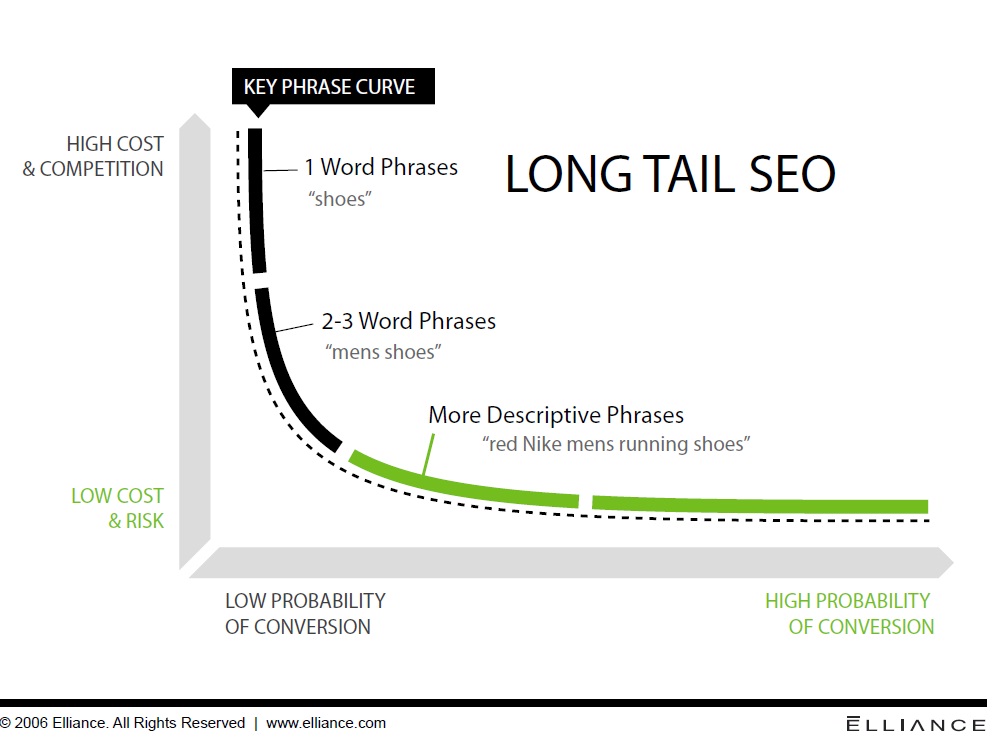 KEY PHRASE CURVE
HIGH COST
& COMPETITION
1 Word Phrases
“shoes”
LONG TAIL SEO
2-3 Word Phrases
“mens shoes”
More Descriptive Phrases
“red Nike mens running shoes”
LOW COST
& RISK
LOW PROBABILITY
OF CONVERSION
HIGH PROBABILITY
OF CONVERSION
© 2006 Elliance. All Rights Reserved | www.elliance.com
ELLIANCE